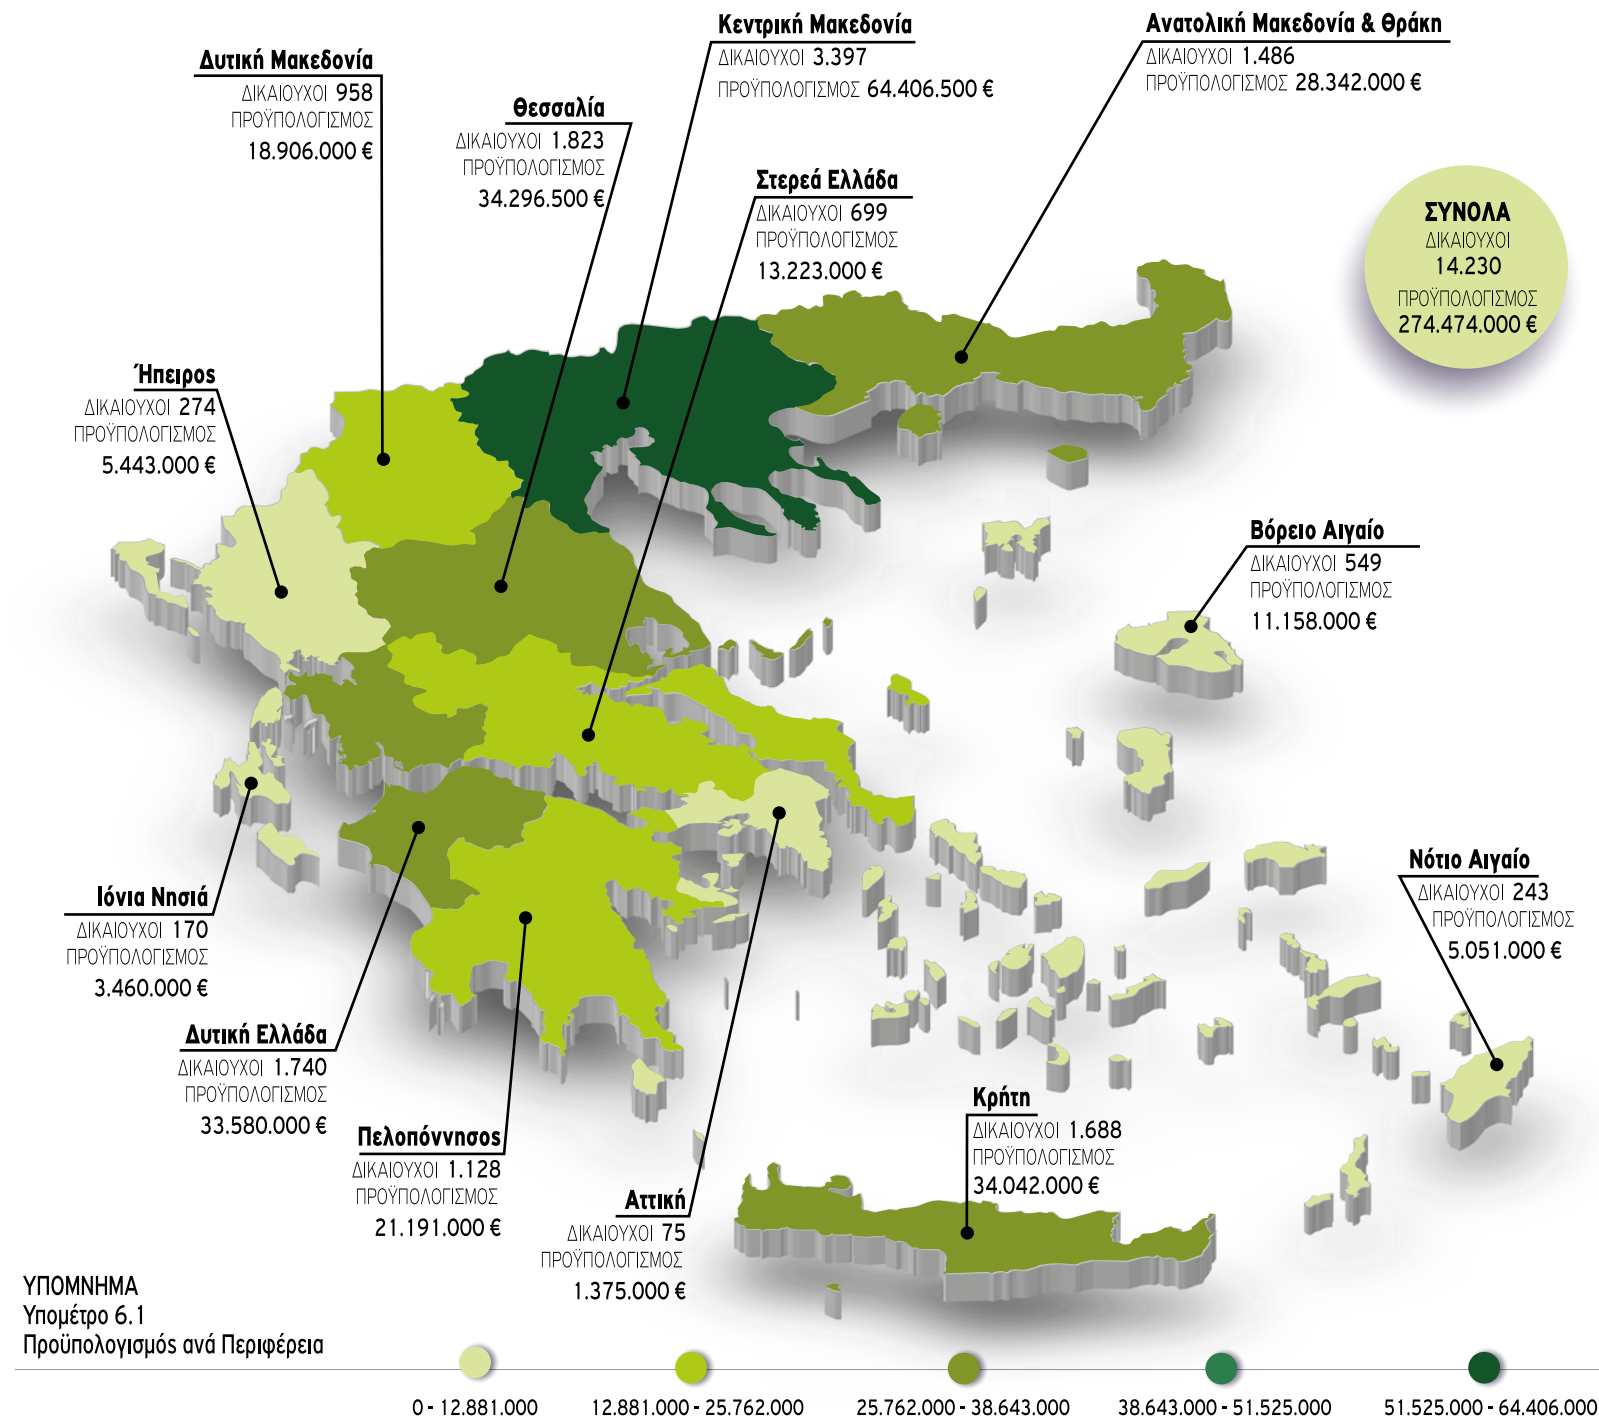 Κεντρική Μακεδονία
ΔΙΚΑΙΟΥΧΟΙ 3.397
ΠΡΟΫΠΟΛΟΓΙΣΜΟΣ 64.406.500 €
Ανατολική Μακεδονία & Θράκη
ΔΙΚΑΙΟΥΧΟΙ 1.486
ΠΡΟΫΠΟΛΟΓΙΣΜΟΣ 28.342.000 €
Δυτική Μακεδονία
ΔΙΚΑΙΟΥΧΟΙ 958
ΠΡΟΫΠΟΛΟΓΙΣΜΟΣ
18.906.000 €
Θεσσαλία
ΔΙΚΑΙΟΥΧΟΙ 1.823
ΠΡΟΫΠΟΛΟΓΙΣΜΟΣ
34.296.500 €
Στερεά Ελλάδα
ΔΙΚΑΙΟΥΧΟΙ 699
ΠΡΟΫΠΟΛΟΓΙΣΜΟΣ
13.223.000 €
ΣΥΝΟΛΑ
ΔΙΚΑΙΟΥΧΟΙ
14.230
ΠΡΟΫΠΟΛΟΓΙΣΜΟΣ
274.474.000 €
Ήπειρος
ΔΙΚΑΙΟΥΧΟΙ 274
ΠΡΟΫΠΟΛΟΓΙΣΜΟΣ
5.443.000 €
Βόρειο Αιγαίο
ΔΙΚΑΙΟΥΧΟΙ 549
ΠΡΟΫΠΟΛΟΓΙΣΜΟΣ
11.158.000 €
Νότιο Αιγαίο
ΔΙΚΑΙΟΥΧΟΙ 243
ΠΡΟΫΠΟΛΟΓΙΣΜΟΣ
5.051.000 €
Ιόνια Νησιά
ΔΙΚΑΙΟΥΧΟΙ 170
ΠΡΟΫΠΟΛΟΓΙΣΜΟΣ
3.460.000 €
Δυτική Ελλάδα
ΔΙΚΑΙΟΥΧΟΙ 1.740
ΠΡΟΫΠΟΛΟΓΙΣΜΟΣ
33.580.000 €
Πελοπόννησος
ΔΙΚΑΙΟΥΧΟΙ 1.128
ΠΡΟΫΠΟΛΟΓΙΣΜΟΣ
21.191.000 €
Αττική
ΔΙΚΑΙΟΥΧΟΙ 75
ΠΡΟΫΠΟΛΟΓΙΣΜΟΣ
1.375.000 €
Κρήτη
ΔΙΚΑΙΟΥΧΟΙ 1.688
ΠΡΟΫΠΟΛΟΓΙΣΜΟΣ
34.042.000 €
ΥΠΟΜΝΗΜΑ
Υπομέτρο 6.1
Προϋπολογισμός ανά Περιφέρεια
0 - 12.881.000
12.881.000 - 25.762.000
25.762.000 - 38.643.000
38.643.000 - 51.525.000
51.525.000 - 64.406.000